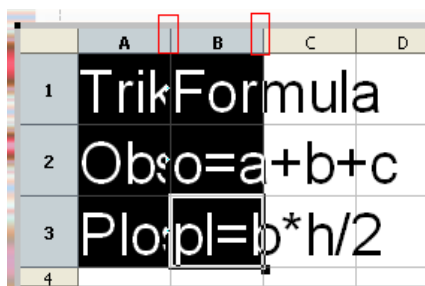 A B C D
1 Trik Formula
2 Obs o=a+b+c
3 Plo pl=b*h/2
4